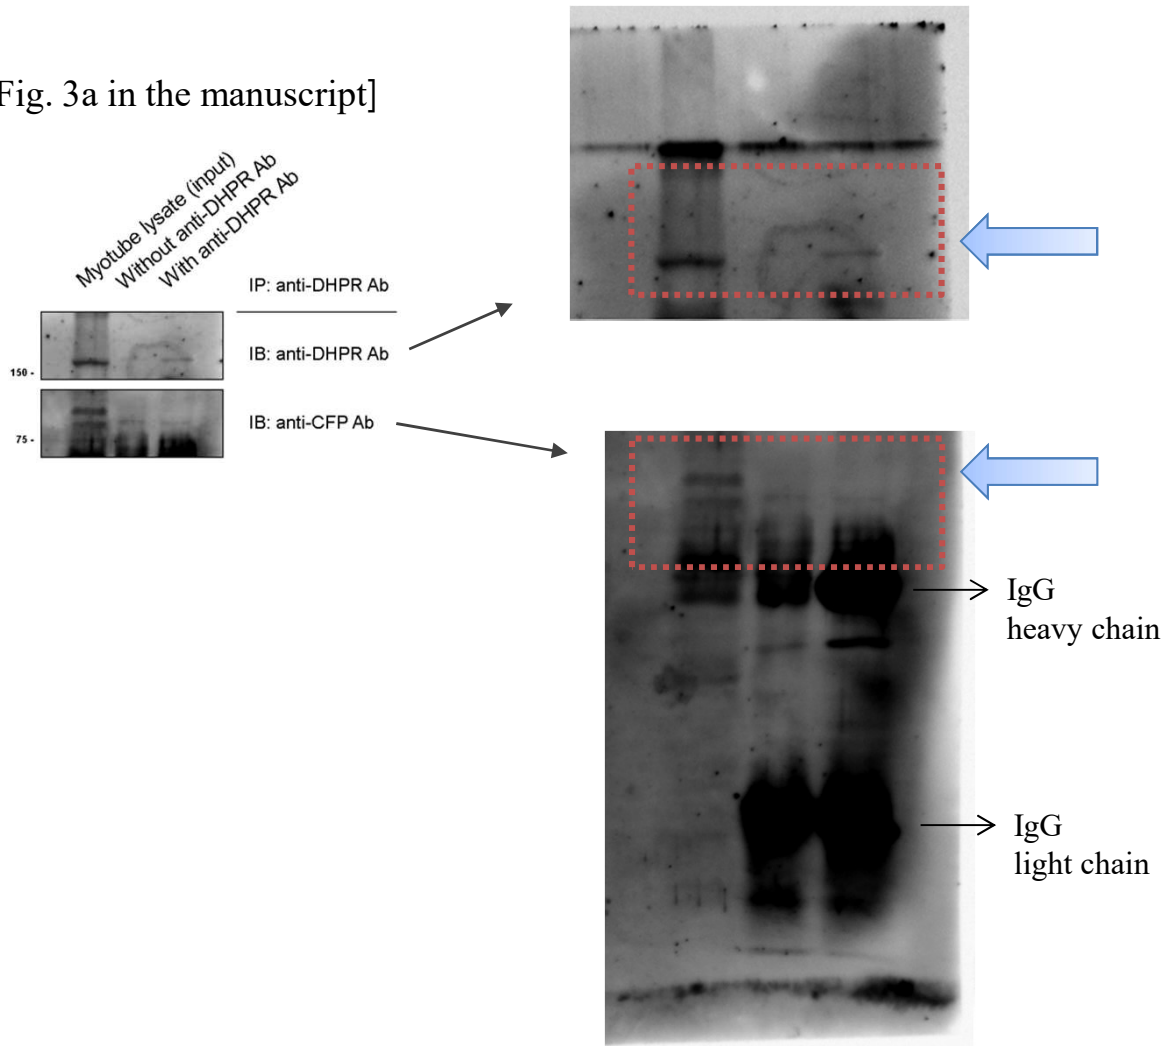 Fig. 3a in the manuscript]
Myotube lysate (input)
Without anti-DHPR Ab
With anti-DHPR Ab
IP: anti-DHPR Ab
IB: anti-DHPR Ab
150 -
IB: anti-CFP Ab
75 -
IgG
heavy chain
IgG
light chain